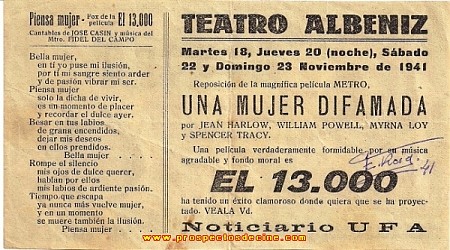 Piensa mujer - Fox de la película El 13.000
Cantables de JOSE CASIN y música del
Mtro. FIDEL DEL CAMPO
Bella mujer,
en tí yo puse mi ilusión,
por tí mi sangre siento arder
y de pasión vibrar mi ser.
Piensa mujer
solo la dicha de vivir,
es un momento de placer
y recordar el dulce ayer.
Besar en tus labios
de grana encendidos,
dejar mis deseos
en ellos prendidos.
Bella mujer . . . .
Rompe el silencio
mis ojos de dulce querer,
hablan por ellos
mis labios de ardiente pasión.
Tiempo que escapa
ya nunca más vuelve mujer,
y en un momento
se muere también la ilusión.
Piensa mujer . . . .
TEATRO ALBENIZ
Martes 18, Jueves 20 (noche), Sábado
22 y Domingo 23 Noviembre de 1941
Reposición de la magnífica película METRO,
UNA MUJER DIFAMADA
por JEAN HARLOW, WILLIAM POWELL, MYRNA LOY
y SPENCER TRACY.
Una película verdaderamente formidable por su música
agradable y fondo moral es
41
EL 13.000
ha tenido un éxito clamoroso donde quiera que se ha proyec-
tado. VEALA Vd.
Noticiario UFA
www.prospectosdecine.com